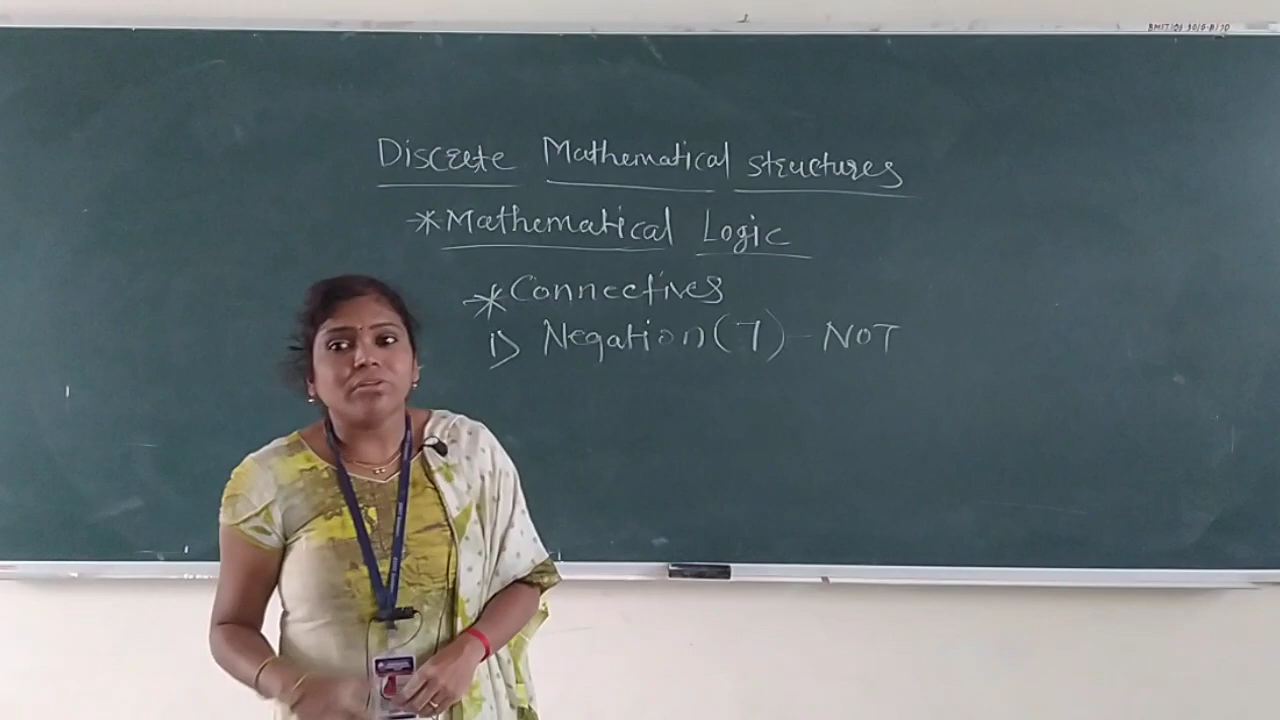 Discrete Mathematical structures
*Mathematical Logic
*Connectives
1) Negation(7) - NOT